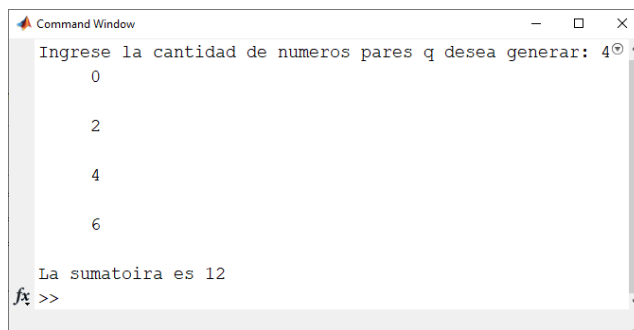 Command Window
Ingrese la cantidad de numeros pares q desea generar: 4
0
2
4
6
La sumatoira es 12
fx >>